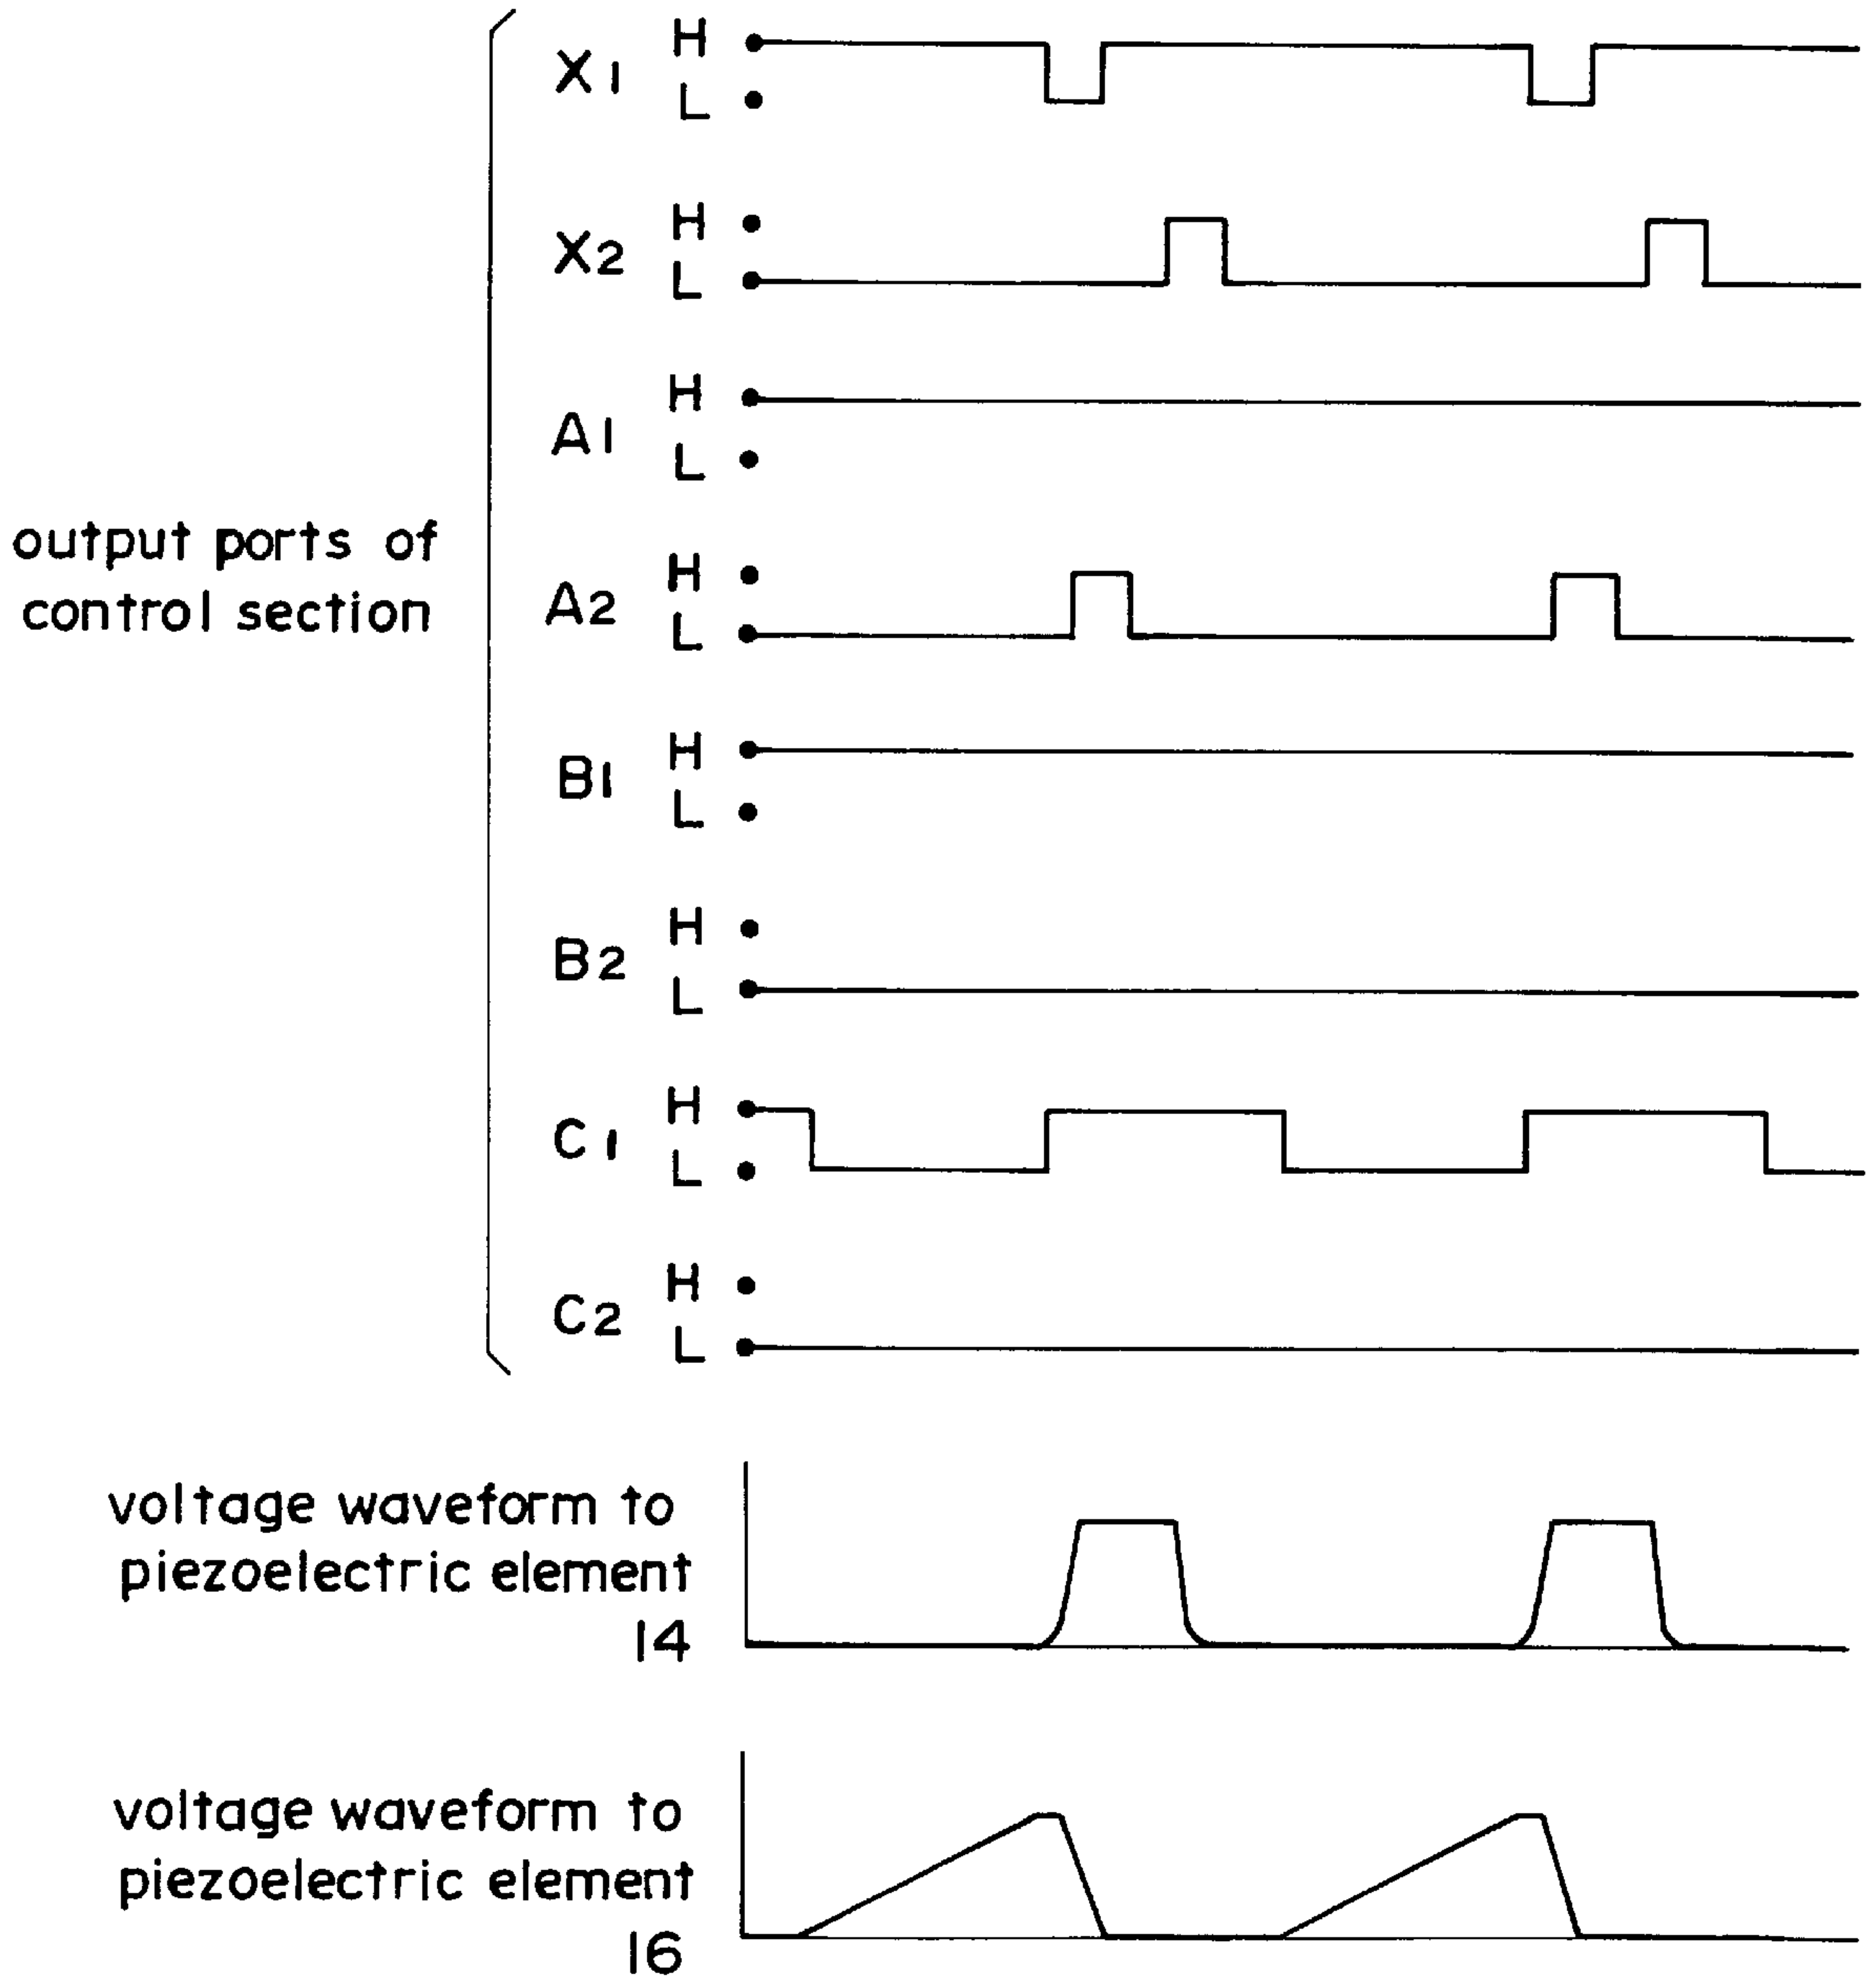 X1 H
L
X2 H
L
A1 H
L
output ports of
control section
A2 H
L
B1 H
L
B2 H
L
C1 H
L
C2 H
L
voltage waveform to
piezoelectric element
14
voltage waveform to
piezoelectric element
16